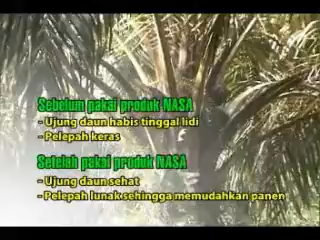 Sebelum pakai produk NASA
- Ujung daun habis tinggal lidi
- Pelepah keras
Setelah pakai produk NASA
- Ujung daun sehat
- Pelepah lunak sehingga memudahkan panen